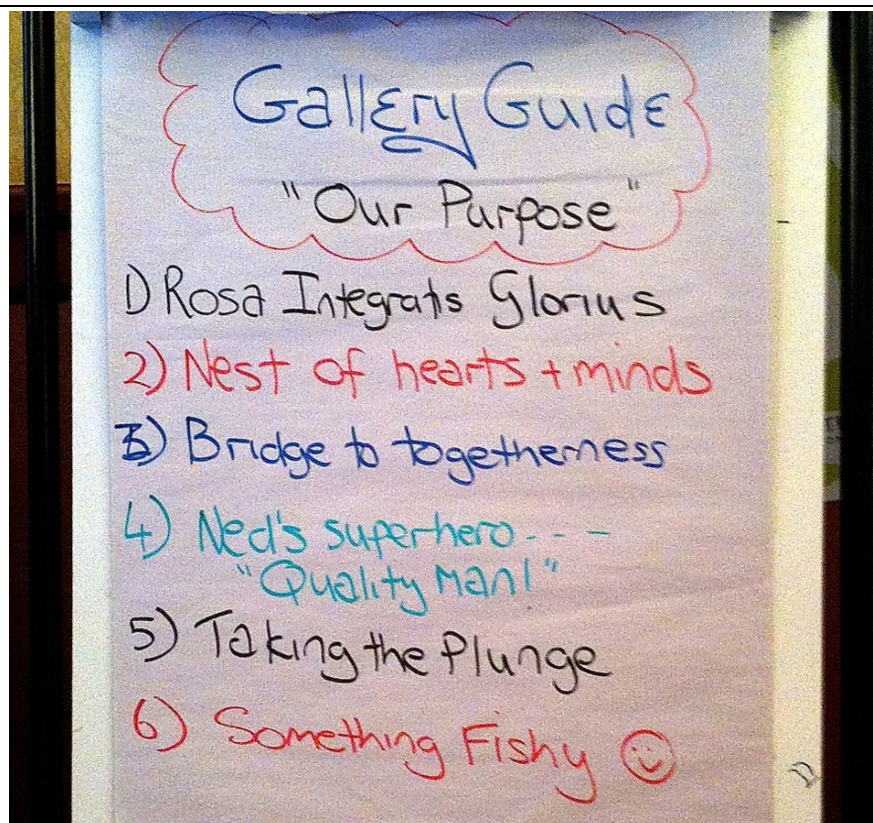 Gallery Guide
"Our Purpose"
1) Rosa Integrats Glorius
2) Nest of hearts + minds
3) Bridge to togetherness
4) Ned's superhero - - -
"Quality Man!"
5) Taking the Plunge
6) Something Fishy